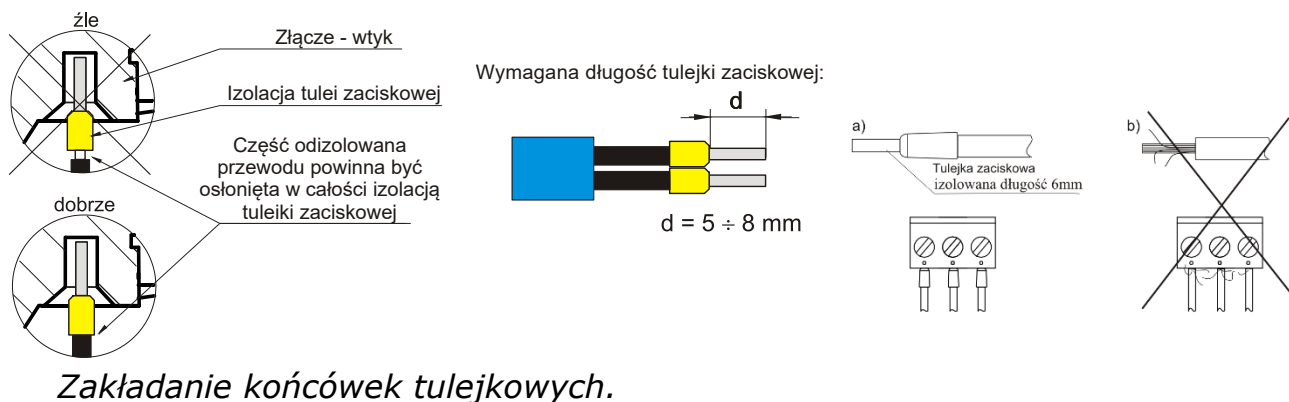 źle
Złącze - wtyk
Izolacja tulei zaciskowej
Część odizolowana
przewodu powinna być
osłonięta w całości izolacją
tulejki zaciskowej
dobrze
Wymagana długość tulejki zaciskowej:
d
d = 5 ÷ 8 mm
a)
Tulejka zaciskowa
izolowana długość 6mm
b)
Zakładanie końcówek tulejkowych.